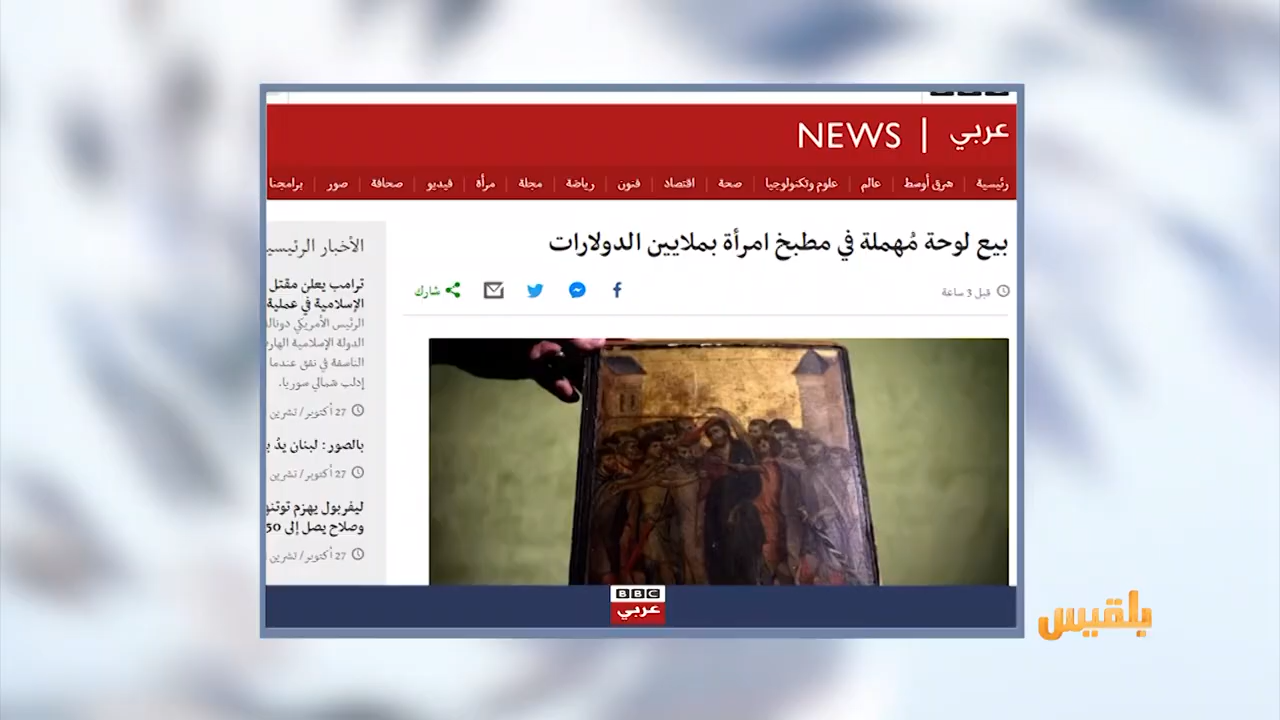 عربي | NEWS
رئيسية | شرق أوسط | عالم | علوم وتكنولوجيا | صحة | اقتصاد | فنون | رياضة | مجلة | مرأة | فيديو | صحافة | صور | برامجنا
بيع لوحة مُهملة في مطبخ امرأة بملايين الدولارات
قبل 3 ساعة
شارك
الأخبار الرئيسي
ترامب يعلن مقتل
الإسلامية في عملية
الرئيس الأمريكي دونالد
الدولة الإسلامية الهار
الناسفة في نفق عندما
إدلب شمالي سوريا.
27 أكتوبر/ تشرين
بالصور: لبنان يدُ
27 أكتوبر/ تشرين
ليفربول يهزم توتنه
وصلاح يصل إلى 50
27 أكتوبر/ تشرين
BBC
عربي
بلقيس